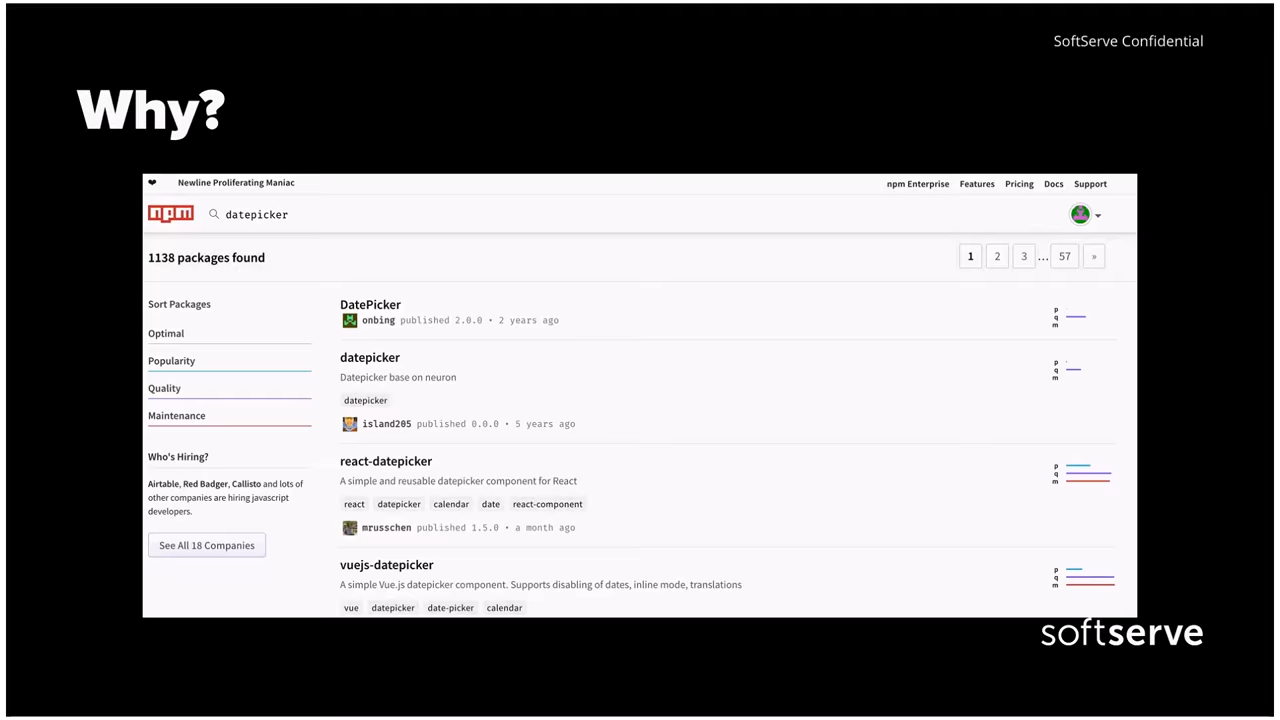 SoftServe Confidential
Why?
❤ Newline Proliferating Maniac
npm Enterprise Features Pricing Docs Support
npm datepicker
1138 packages found
1 2 3 ... 57 »
Sort Packages
Optimal
Popularity
Quality
Maintenance
Who's Hiring?
Airtable, Red Badger, Callisto and lots of
other companies are hiring javascript
developers.
See All 18 Companies
DatePicker
onbing published 2.0.0 • 2 years ago
p
q
m
datepicker
Datepicker base on neuron
datepicker
island205 published 0.0.0 • 5 years ago
p
q
m
react-datepicker
A simple and reusable datepicker component for React
react datepicker calendar date react-component
mrusschen published 1.5.0 • a month ago
p
q
m
vuejs-datepicker
A simple Vue.js datepicker component. Supports disabling of dates, inline mode, translations
vue datepicker date-picker calendar
p
q
m
softserve